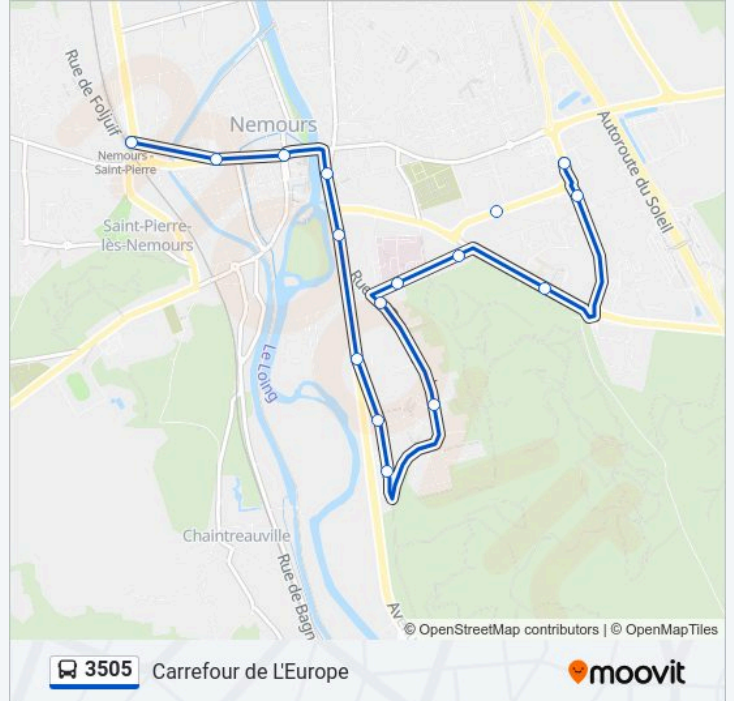 Rue de Foljuif
Nemours
Nemours -
Saint-Pierre
Autoroute du Soleil
Saint-Pierre-
lès-Nemours
Rue
Le Loing
Chaintreauville
Rue de Bagn
Av.
© OpenStreetMap contributors | © OpenMapTiles
3505 Carrefour de L'Europe
moovit